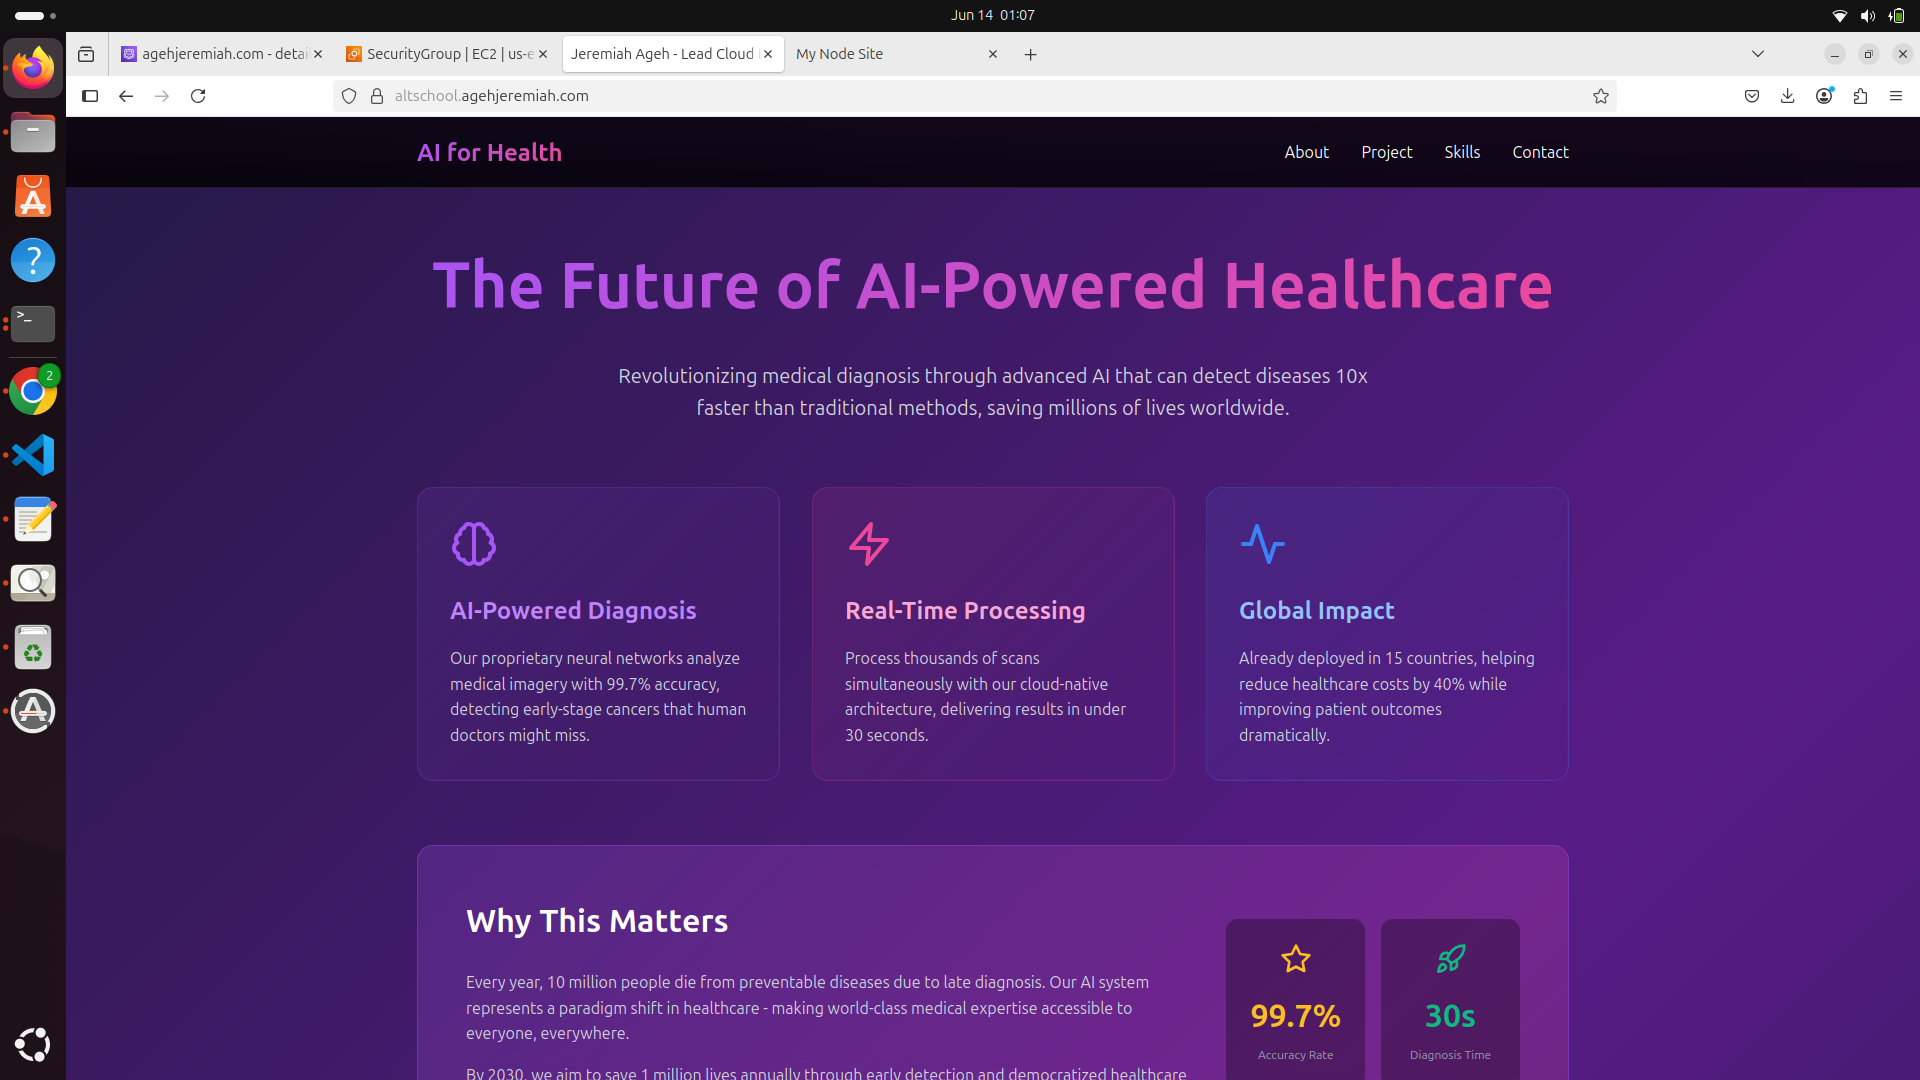 Jun 14 01:07
agehjeremiah.com - detai
SecurityGroup | EC2 | us-e
Jeremiah Ageh - Lead Cloud
My Node Site
altschool.agehjeremiah.com
AI for Health
About
Project
Skills
Contact
The Future of AI-Powered Healthcare
Revolutionizing medical diagnosis through advanced AI that can detect diseases 10x
faster than traditional methods, saving millions of lives worldwide.
AI-Powered Diagnosis
Our proprietary neural networks analyze
medical imagery with 99.7% accuracy,
detecting early-stage cancers that human
doctors might miss.
Real-Time Processing
Process thousands of scans
simultaneously with our cloud-native
architecture, delivering results in under
30 seconds.
Global Impact
Already deployed in 15 countries, helping
reduce healthcare costs by 40% while
improving patient outcomes
dramatically.
Why This Matters
Every year, 10 million people die from preventable diseases due to late diagnosis. Our AI system
represents a paradigm shift in healthcare - making world-class medical expertise accessible to
everyone, everywhere.
By 2030, we aim to save 1 million lives annually through early detection and democratized healthcare
99.7%
Accuracy Rate
30s
Diagnosis Time
2